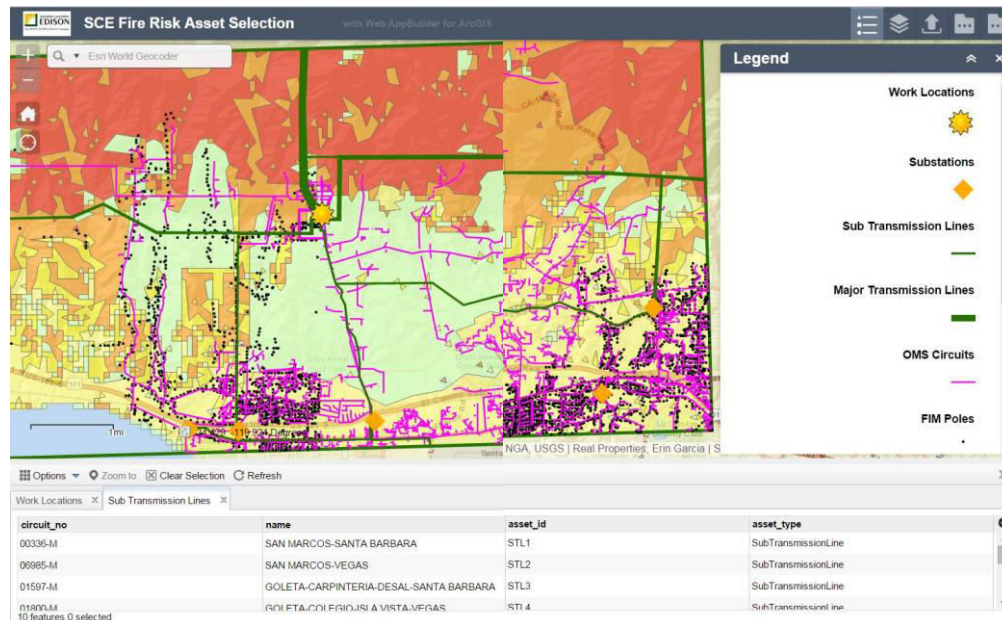 EDISON
SCE Fire Risk Asset Selection
with Web AppBuilder for ArcGIS
Esri World Geocoder
Legend
Work Locations
Substations
Sub Transmission Lines
Major Transmission Lines
OMS Circuits
FIM Poles
1mi
NGA, USGS | Real Properties, Erin Garcia | S
Options
Zoom to
Clear Selection
Refresh
Work Locations
Sub Transmission Lines
circuit_no name asset_id asset_type
00336-M SAN MARCOS-SANTA BARBARA STL1 SubTransmissionLine
06985-M SAN MARCOS-VEGAS STL2 SubTransmissionLine
01597-M GOLETA-CARPINTERIA-DESAL-SANTA BARBARA STL3 SubTransmissionLine
01800-M GOLETA-COLEGIO-ISLA VISTA-VEGAS STL4 SubTransmissionLine
10 features 0 selected